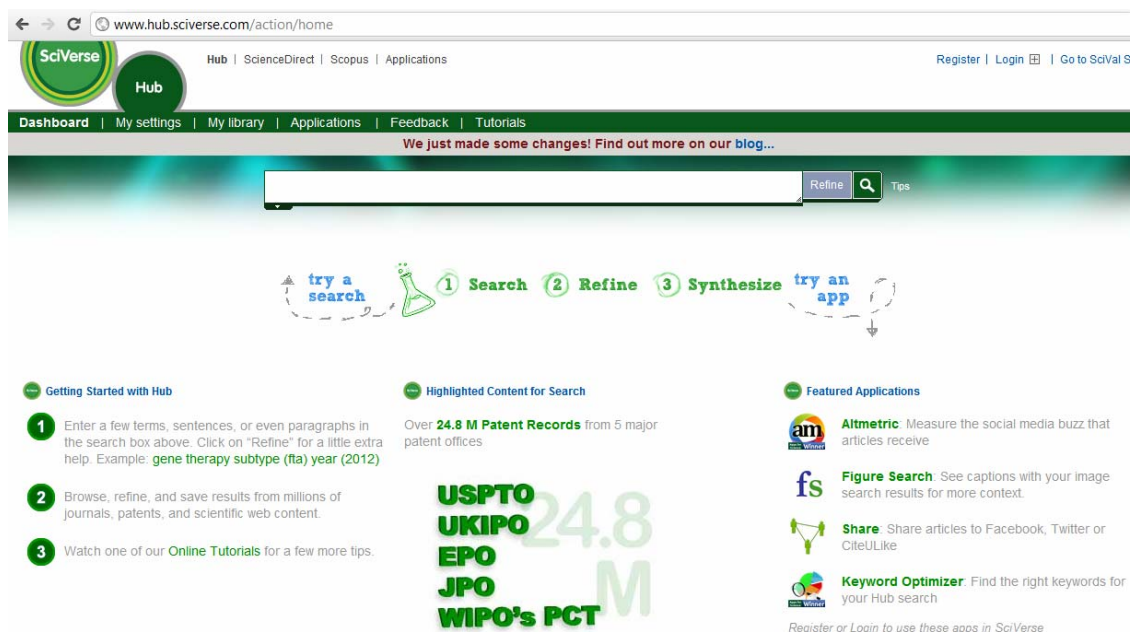 www.hub.sciverse.com/action/home
SciVerse
Hub
Hub | ScienceDirect | Scopus | Applications
Register | Login | Go to SciVal S
Dashboard | My settings | My library | Applications | Feedback | Tutorials
We just made some changes! Find out more on our blog...
Refine
Tips
try a
search
1 Search 2 Refine 3 Synthesize
try an
app
Getting Started with Hub
1 Enter a few terms, sentences, or even paragraphs in
the search box above. Click on "Refine" for a little extra
help. Example: gene therapy subtype (fta) year (2012)
2 Browse, refine, and save results from millions of
journals, patents, and scientific web content.
3 Watch one of our Online Tutorials for a few more tips.
Highlighted Content for Search
Over 24.8 M Patent Records from 5 major
patent offices
24.8
M
USPTO
UKIPO
EPO
JPO
WIPO's PCT
Featured Applications
am
Winner
Altmetric: Measure the social media buzz that
articles receive
fs
Figure Search: See captions with your image
search results for more context.
Share: Share articles to Facebook, Twitter or
CiteULike
Winner
Keyword Optimizer: Find the right keywords for
your Hub search
Register or Login to use these apps in SciVerse